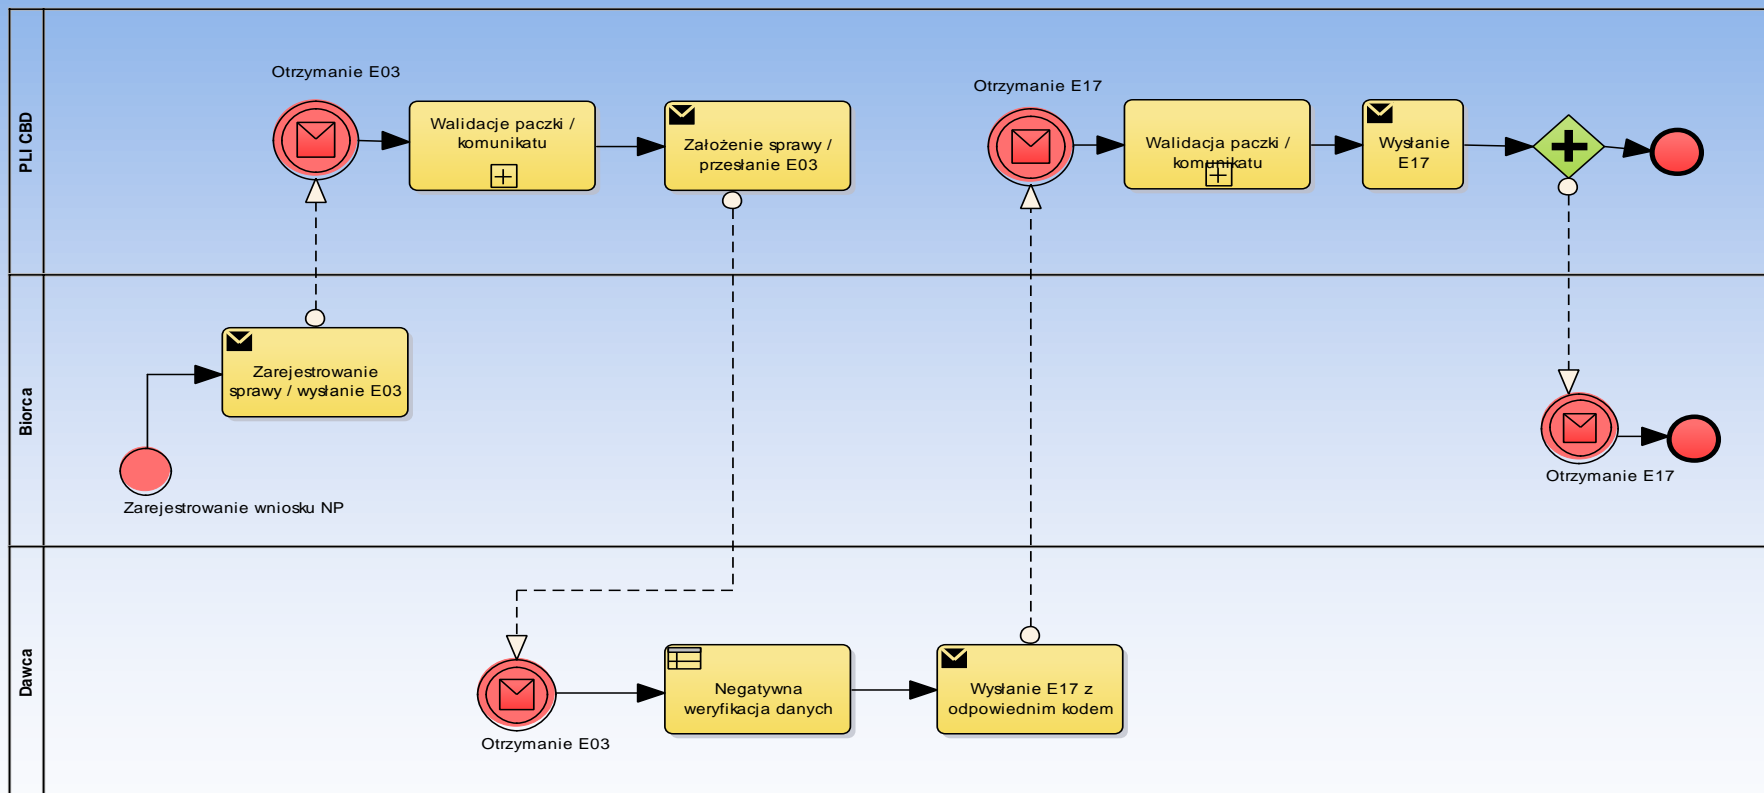 PLI CBD
Otrzymanie E03
Walidacje paczki /
komunikatu
Założenie sprawy /
przesłanie E03
Otrzymanie E17
Walidacja paczki /
komunikatu
Wysłanie
E17
Biorca
Zarejestrowanie
sprawy / wysłanie E03
Zarejestrowanie wniosku NP
Otrzymanie E17
Dawca
Otrzymanie E03
Negatywna
weryfikacja danych
Wysłanie E17 z
odpowiednim kodem